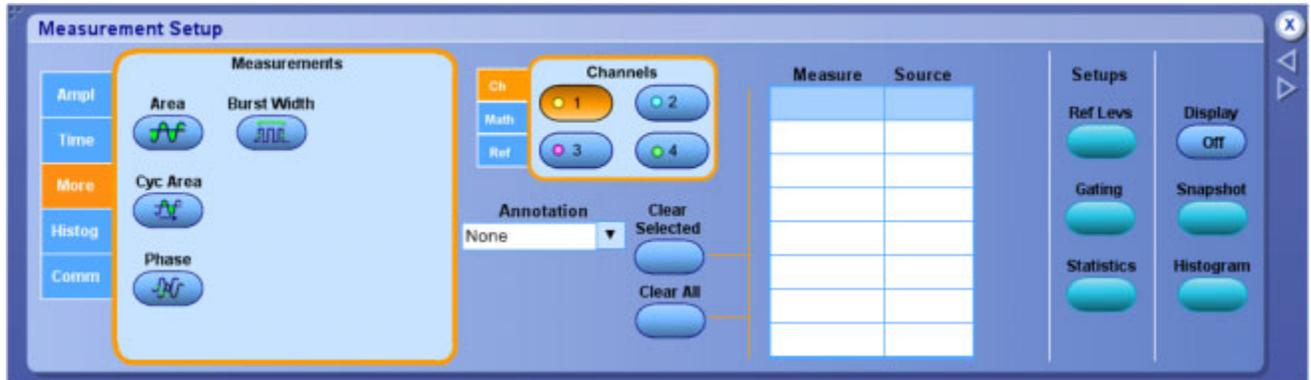 Measurement Setup
X
Ampl
Time
More
Histog
Comm
Measurements
Area
Burst Width
Cyc Area
Phase
Ch
Math
Ref
Channels
1
2
3
4
Annotation
None
Clear
Selected
Clear All
Measure Source
Setups
Ref Levs
Gating
Statistics
Display
Off
Snapshot
Histogram